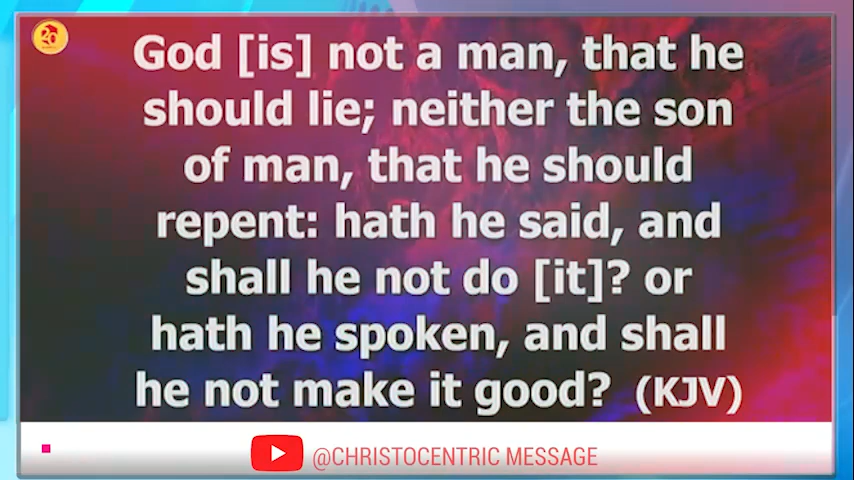 God [is] not a man, that he
should lie; neither the son
of man, that he should
repent: hath he said, and
shall he not do [it]? or
hath he spoken, and shall
he not make it good? (KJV)
@CHRISTOCENTRIC MESSAGE